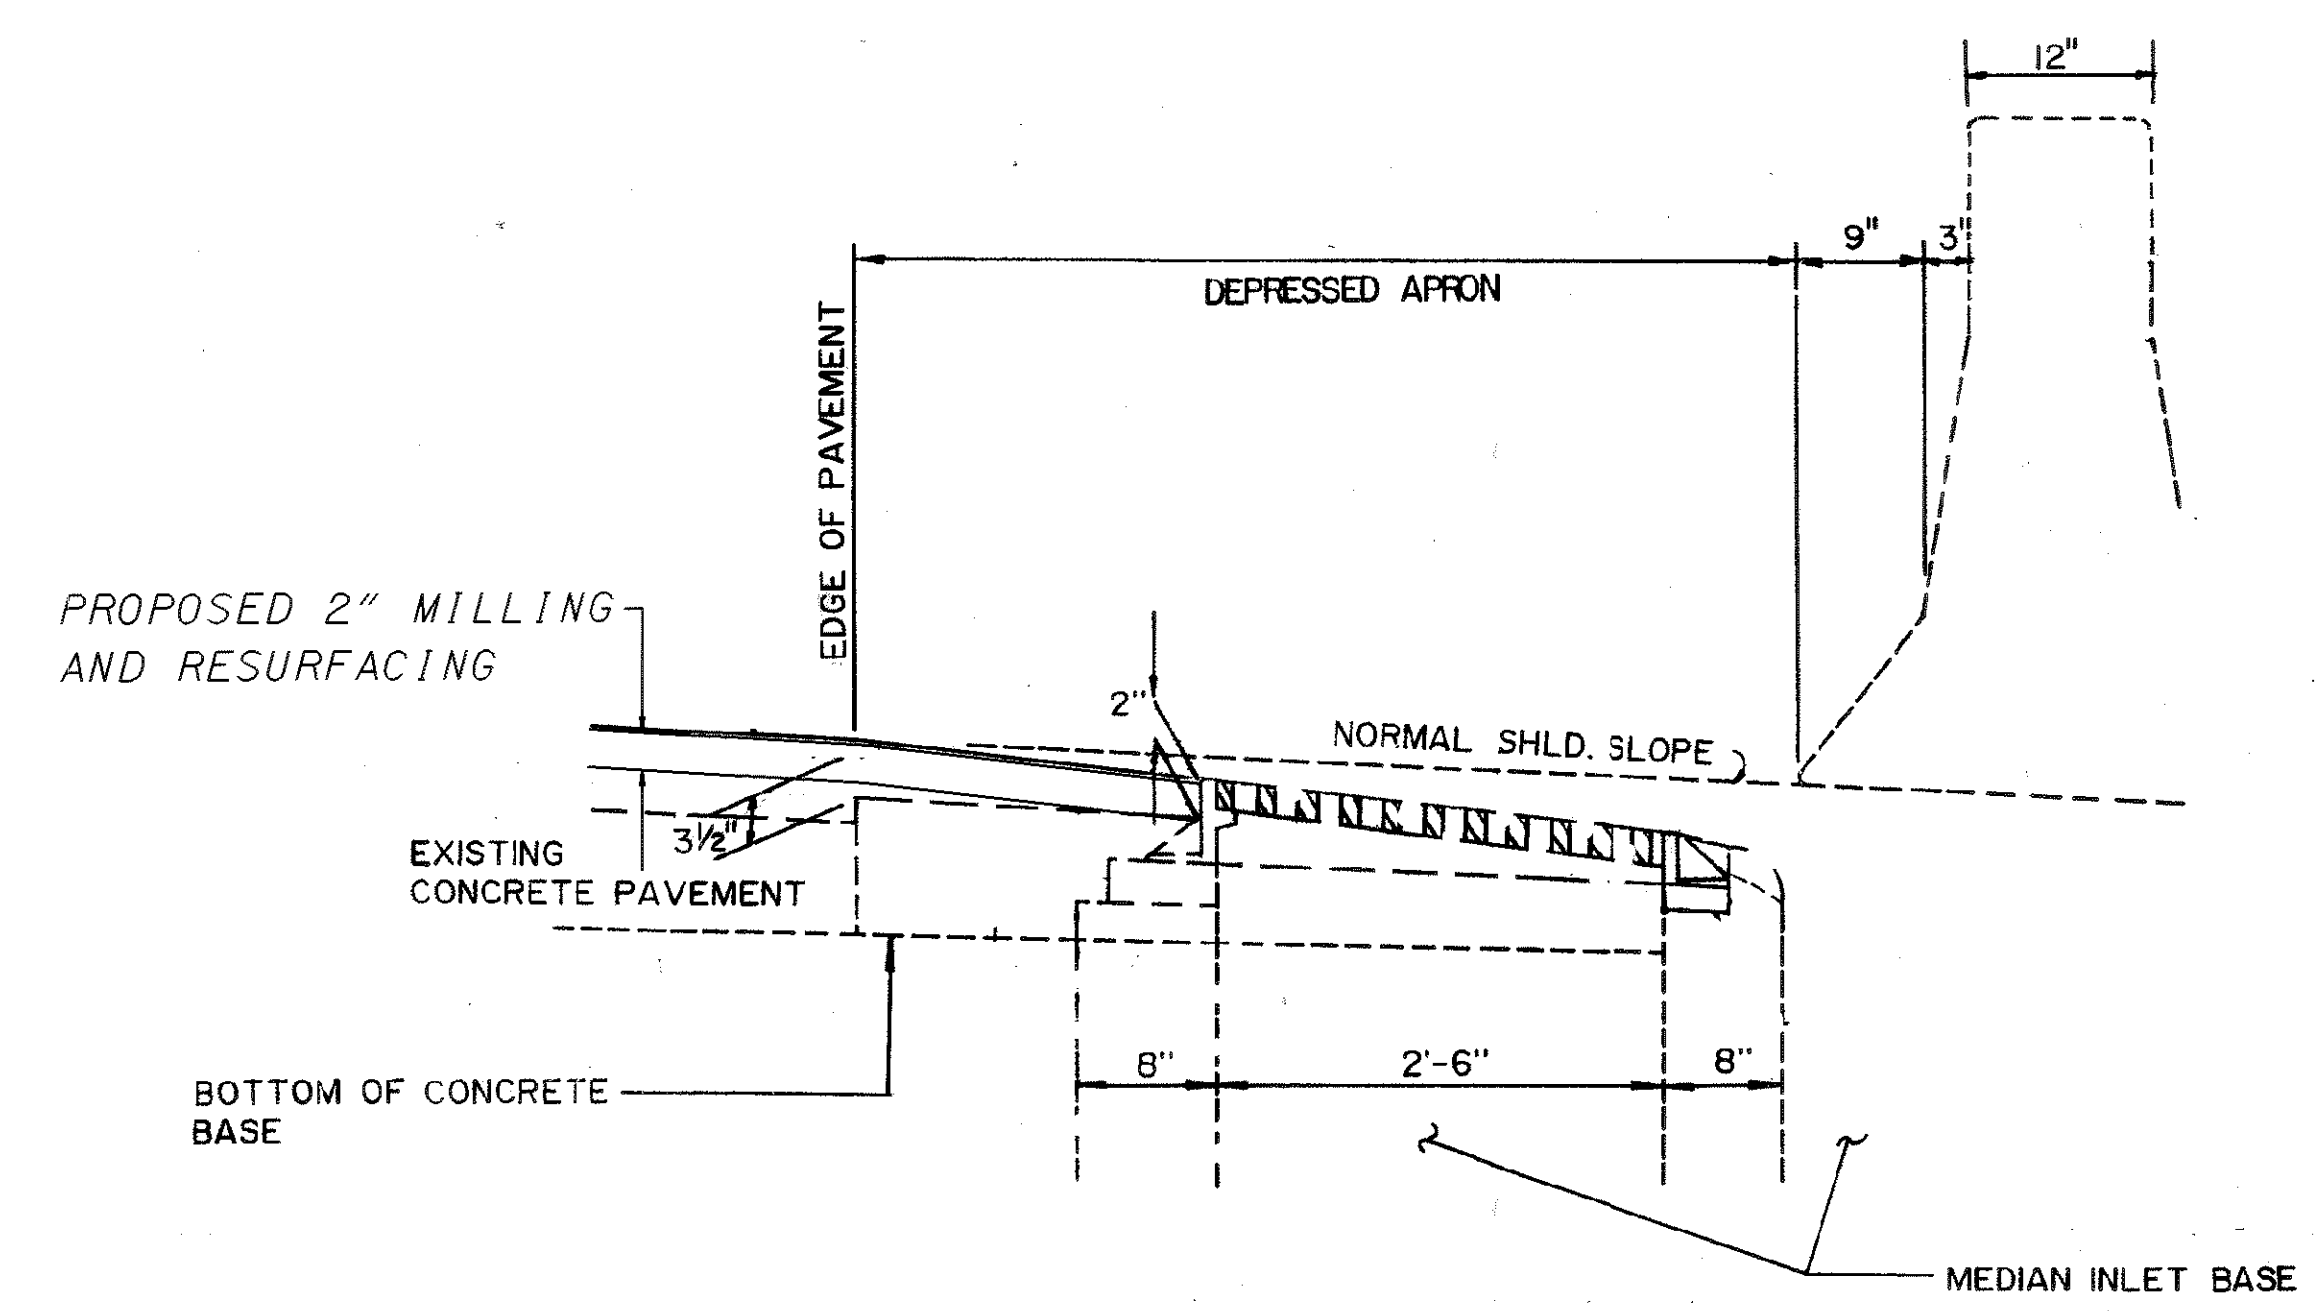 12"
9"
3"
DEPRESSED APRON
EDGE OF PAVEMENT
PROPOSED 2" MILLING
AND RESURFACING
2"
NORMAL SHLD. SLOPE
3½"
EXISTING
CONCRETE PAVEMENT
8"
2'-6"
8"
BOTTOM OF CONCRETE
BASE
MEDIAN INLET BASE